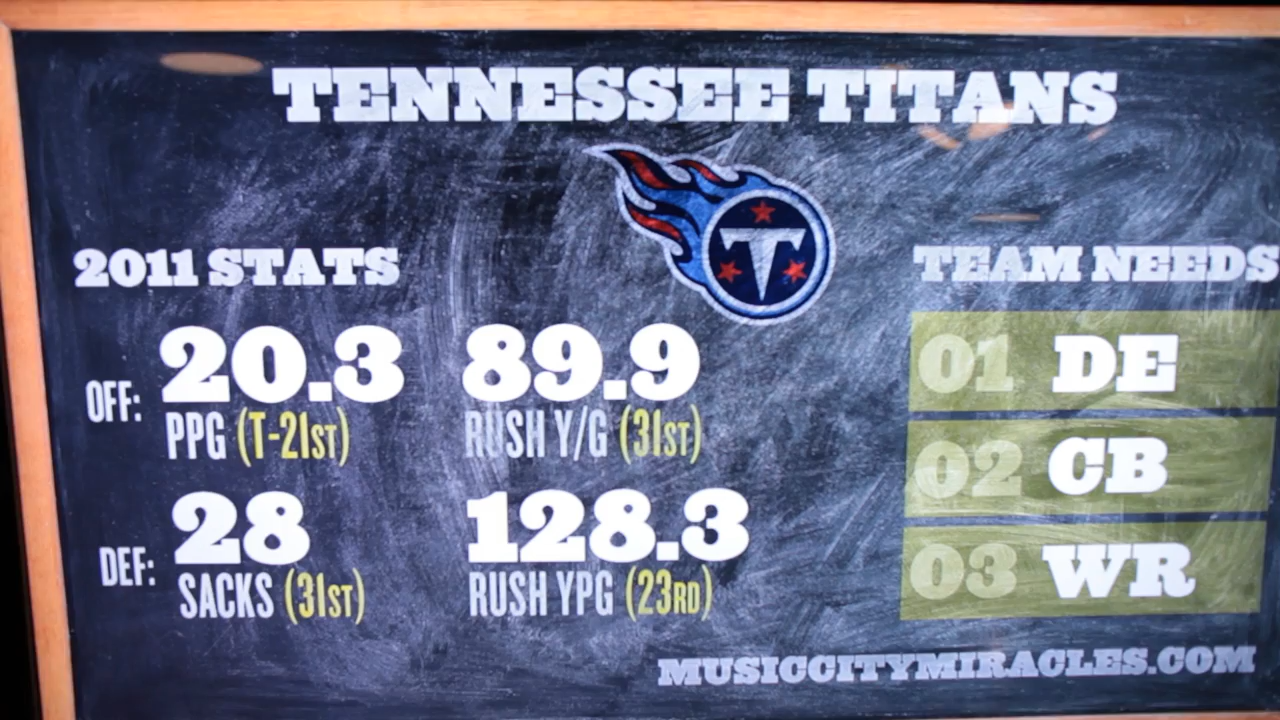 TENNESSEE TITANS
T
2011 STATS
OFF: 20.3 89.9
PPG (T-21ST) RUSH Y/G (31ST)
DEF: 28 128.3
SACKS (31ST) RUSH YPG (23RD)
TEAM NEEDS
01 DE
02 CB
03 WR
MUSICCITYMIRACLES.COM